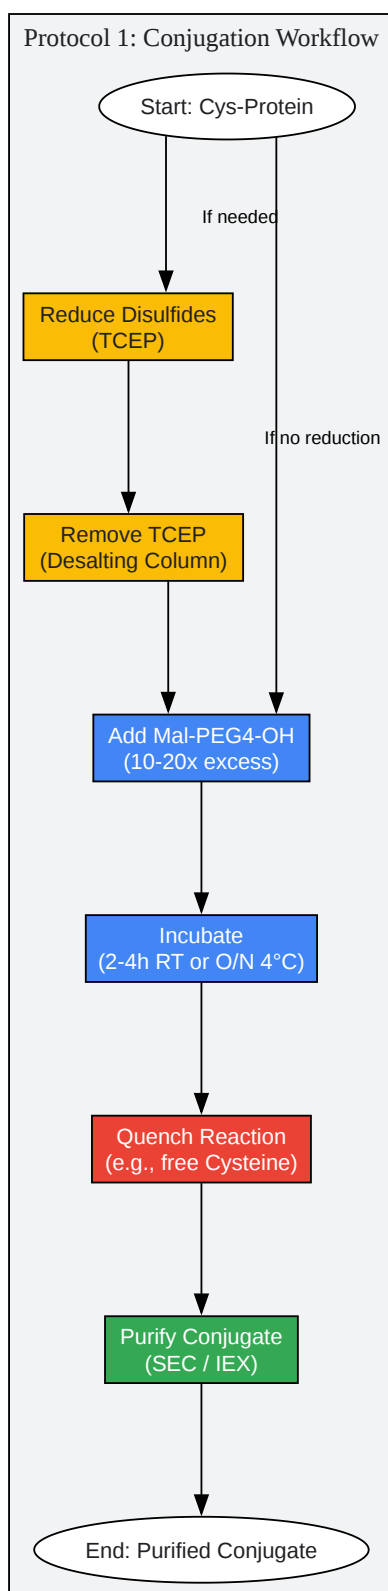 Protocol 1: Conjugation Workflow
Start: Cys-Protein
If needed
Reduce Disulfides
(TCEP)
If no reduction
Remove TCEP
(Desalting Column)
Add Mal-PEG4-OH
(10-20x excess)
Incubate
(2-4h RT or O/N 4°C)
Quench Reaction
(e.g., free Cysteine)
Purify Conjugate
(SEC / IEX)
End: Purified Conjugate